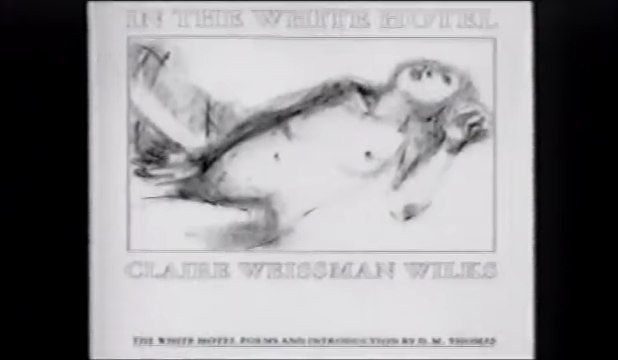 IN THE WHITE HOTEL
CLAIRE WEISSMAN WILKS
THE WHITE HOTEL POEMS AND INTRODUCTION BY D. M. THOMAS